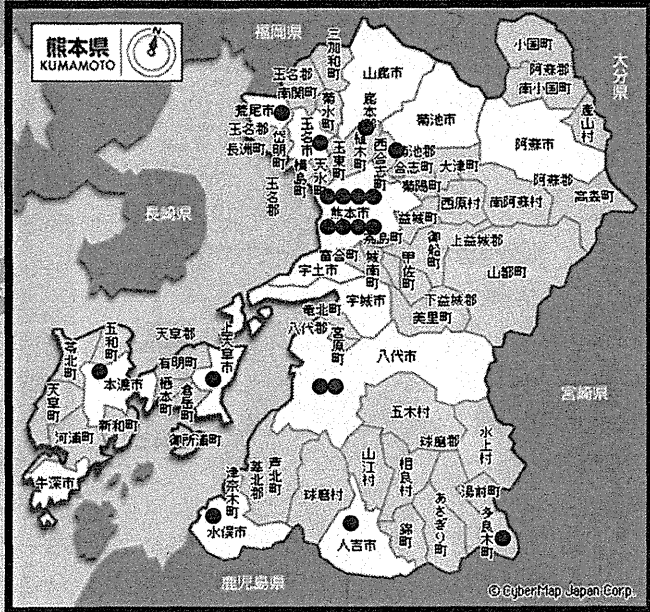 熊本県
KUMAMOTO
福岡県
大分県
長崎県
宮崎県
鹿児島県
小国町
阿蘇郡
南小国町
産山村
三加和町
山鹿市
菊池市
阿蘇市
玉名郡
南関町
菊水町
荒尾市
玉名郡
長洲町
岱明町
玉名市
横島町
天水町
玉東町
鹿本
植木町
西合志町
菊池郡
合志町
大津町
菊陽町
玉名郡
阿蘇郡
高森町
西原村
南阿蘇村
熊本市
益城町
嘉島町
御船町
上益城郡
山都町
富合町
城南町
甲佐町
宇土市
宇城市
下益城郡
美里町
竜北町
八代郡
宮原町
八代市
天草郡
上天草市
五和町
苓北町
有明町
本渡市
栖本町
倉岳町
天草町
新和町
河浦町
御所浦町
牛深市
五木村
球磨郡
水上村
山江村
相良村
湯前町
多良木町
あさぎり町
錦町
球磨村
人吉市
芦北町
葦北郡
津奈木町
水俣市
© CyberMap Japan Corp.